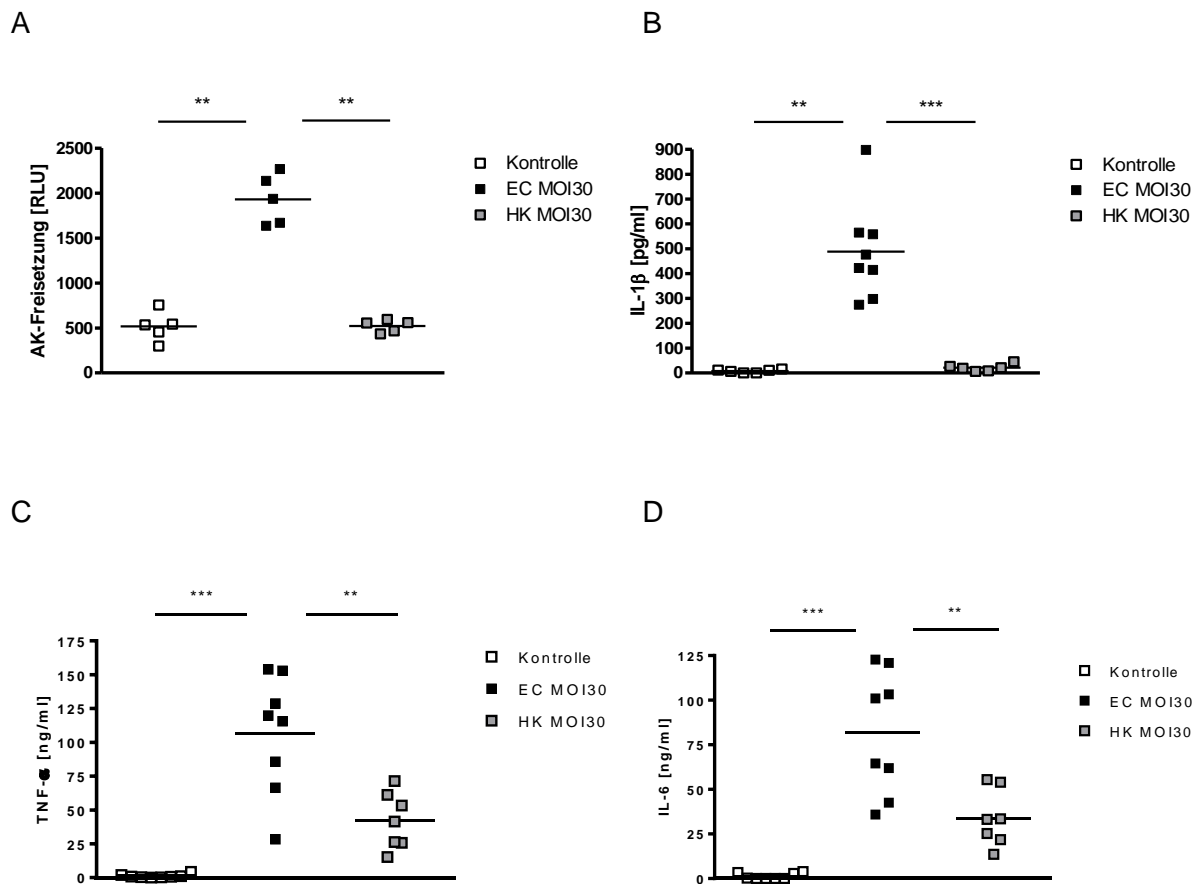 A
B
** **
** ***
AK-Freisetzung [RLU]
2500
2000
1500
1000
500
0
Kontrolle
EC MOI30
HK MOI30
IL-1β [pg/ml]
900
800
700
600
500
400
300
200
100
0
Kontrolle
EC MOI30
HK MOI30
C
D
*** **
*** **
TNF-α [ng/ml]
175
150
125
100
75
50
25
0
Kontrolle
EC MOI30
HK MOI30
IL-6 [ng/ml]
125
100
75
50
25
0
Kontrolle
EC MOI30
HK MOI30